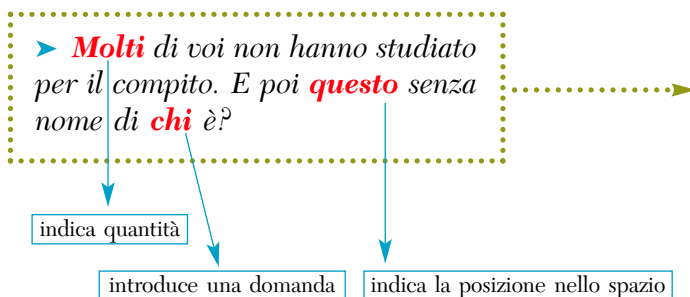 ➤ Molti di voi non hanno studiato
per il compito. E poi questo senza
nome di chi è?
indica quantità
introduce una domanda
indica la posizione nello spazio